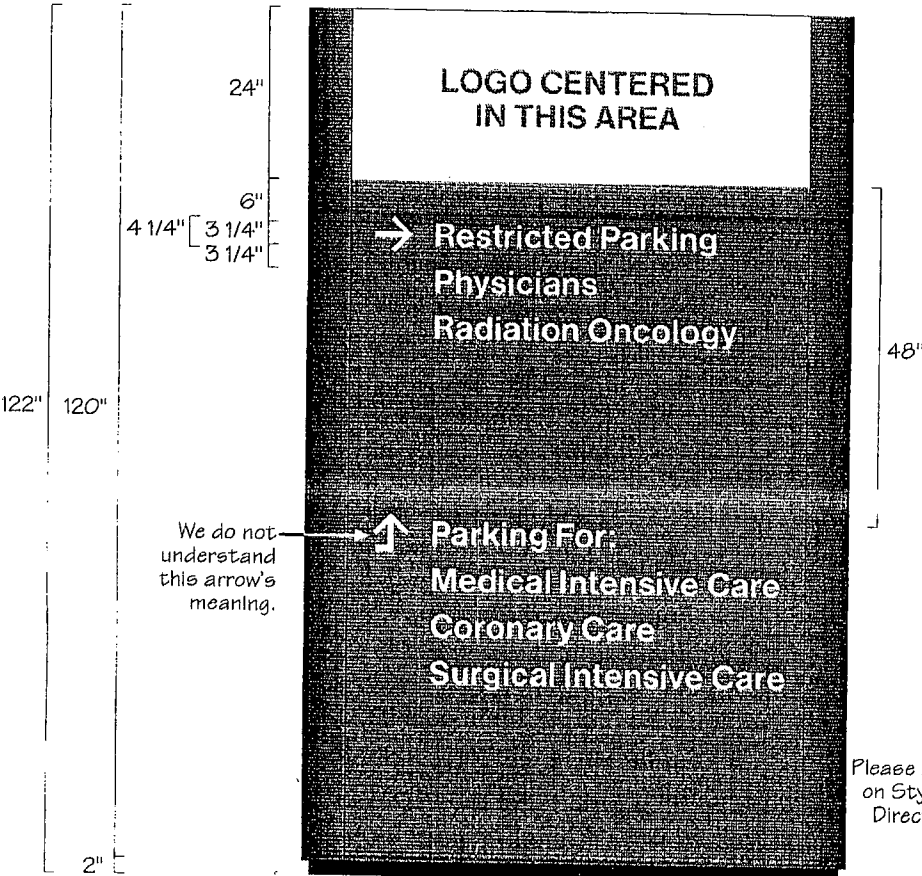 24"
LOGO CENTERED
IN THIS AREA
6"
4 1/4"
3 1/4"
3 1/4"
Restricted Parking
Physicians
Radiation Oncology
48"
122"
120"
We do not
understand
this arrow's
meaning.
Parking For:
Medical Intensive Care
Coronary Care
Surgical Intensive Care
Please
on
2"